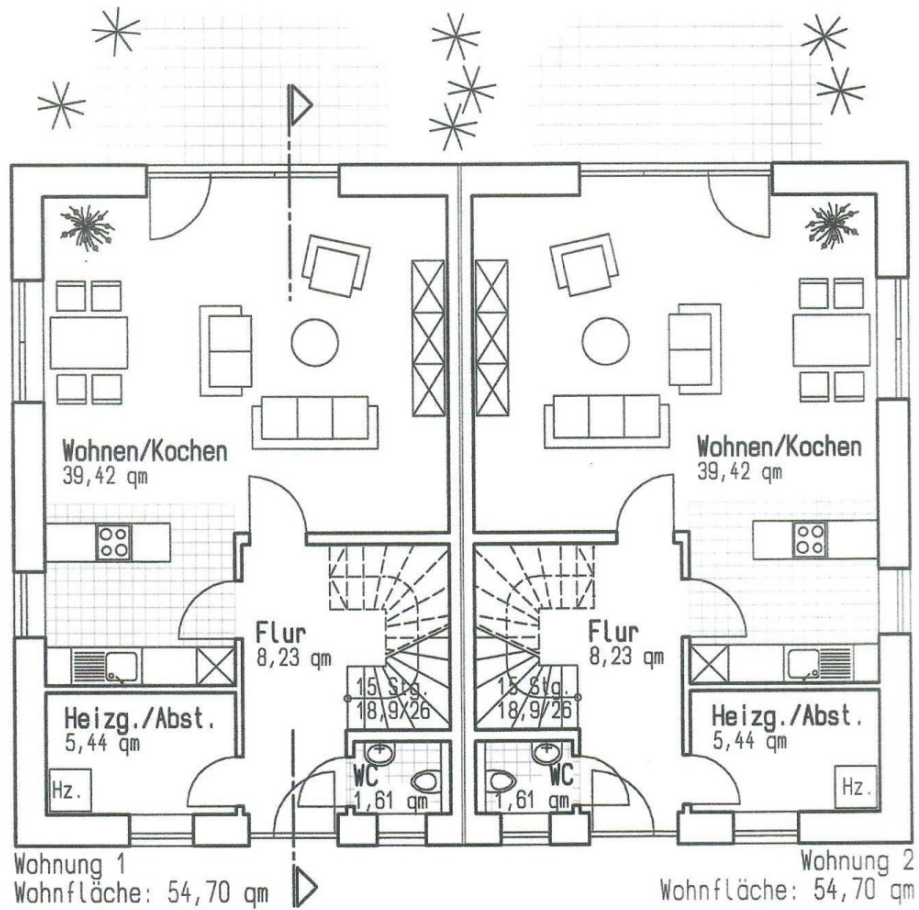 Wohnen/Kochen
39,42 qm
Wohnen/Kochen
39,42 qm
Flur
8,23 qm
Flur
8,23 qm
15 Stg.
18,9/26
15 Stg.
18,9/26
Heizg./Abst.
5,44 qm
Hz.
WC
1,61 qm
WC
1,61 qm
Heizg./Abst.
5,44 qm
Hz.
Wohnung 1
Wohnfläche: 54,70 qm
Wohnung 2
Wohnfläche: 54,70 qm